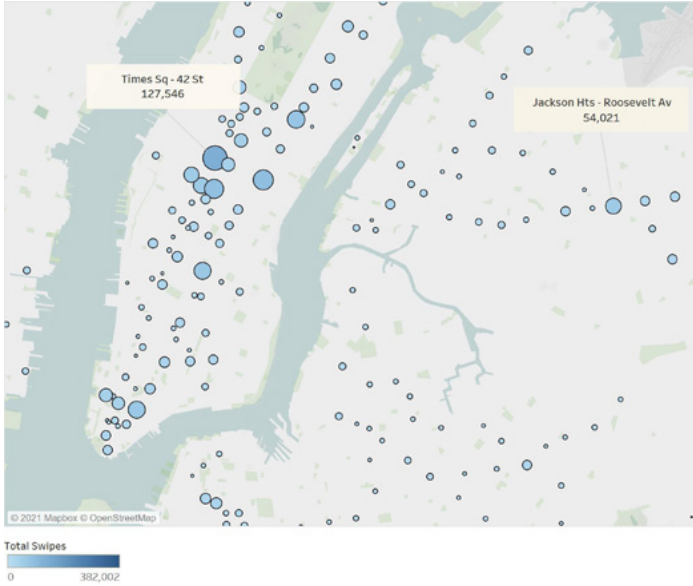 Times Sq - 42 St
127,546
Jackson Hts - Roosevelt Av
54,021
© 2021 Mapbox © OpenStreetMap
Total Swipes
0 382,002